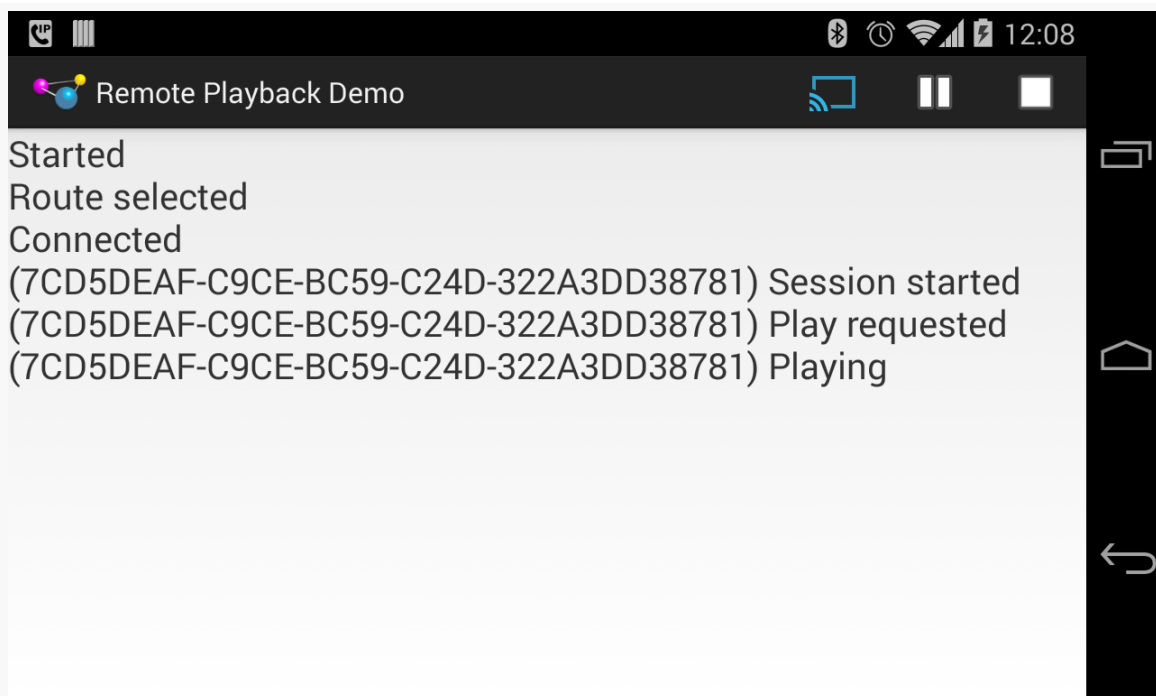 IP
12:08
Remote Playback Demo
Started
Route selected
Connected
(7CD5DEAF-C9CE-BC59-C24D-322A3DD38781) Session started
(7CD5DEAF-C9CE-BC59-C24D-322A3DD38781) Play requested
(7CD5DEAF-C9CE-BC59-C24D-322A3DD38781) Playing